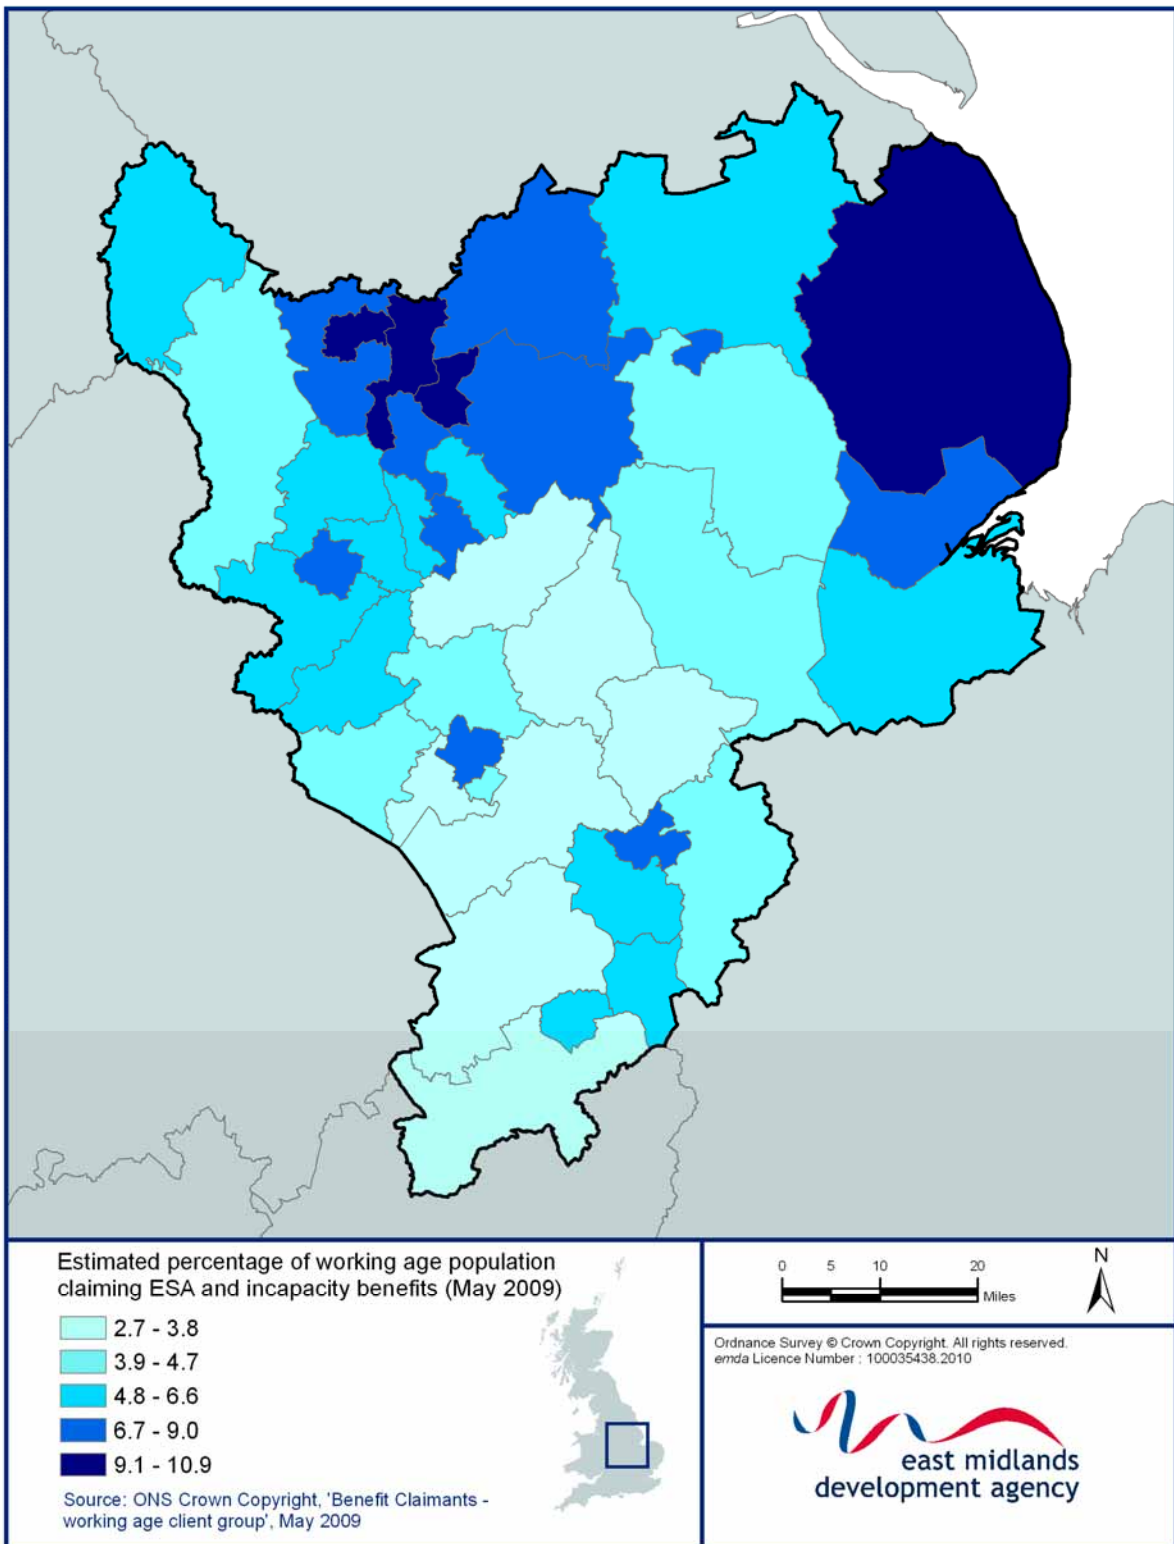 Estimated percentage of working age population
claiming ESA and incapacity benefits (May 2009)
2.7 - 3.8
3.9 - 4.7
4.8 - 6.6
6.7 - 9.0
9.1 - 10.9
Source: ONS Crown Copyright, 'Benefit Claimants -
working age client group', May 2009
0 5 10 20
Miles
N
Ordnance Survey © Crown Copyright. All rights reserved.
emda Licence Number : 100035438.2010
east midlands
development agency